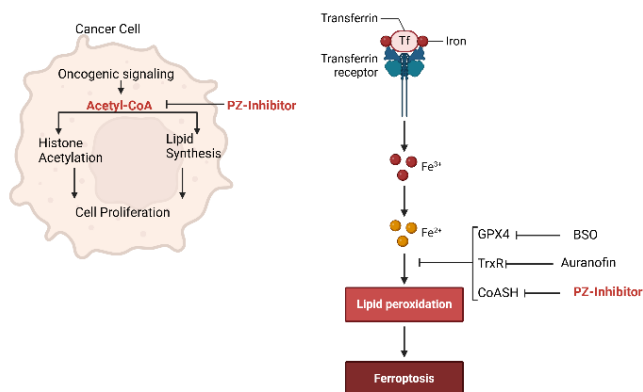 Cancer Cell
Oncogenic signaling
Acetyl-CoA
PZ-Inhibitor
Histone
Acetylation
Lipid
Synthesis
Cell Proliferation
Transferrin
Tf
Iron
Transferrin
receptor
Fe³⁺
Fe²⁺
GPX4
BSO
TrxR
Auranofin
CoASH
PZ-Inhibitor
Lipid peroxidation
Ferroptosis